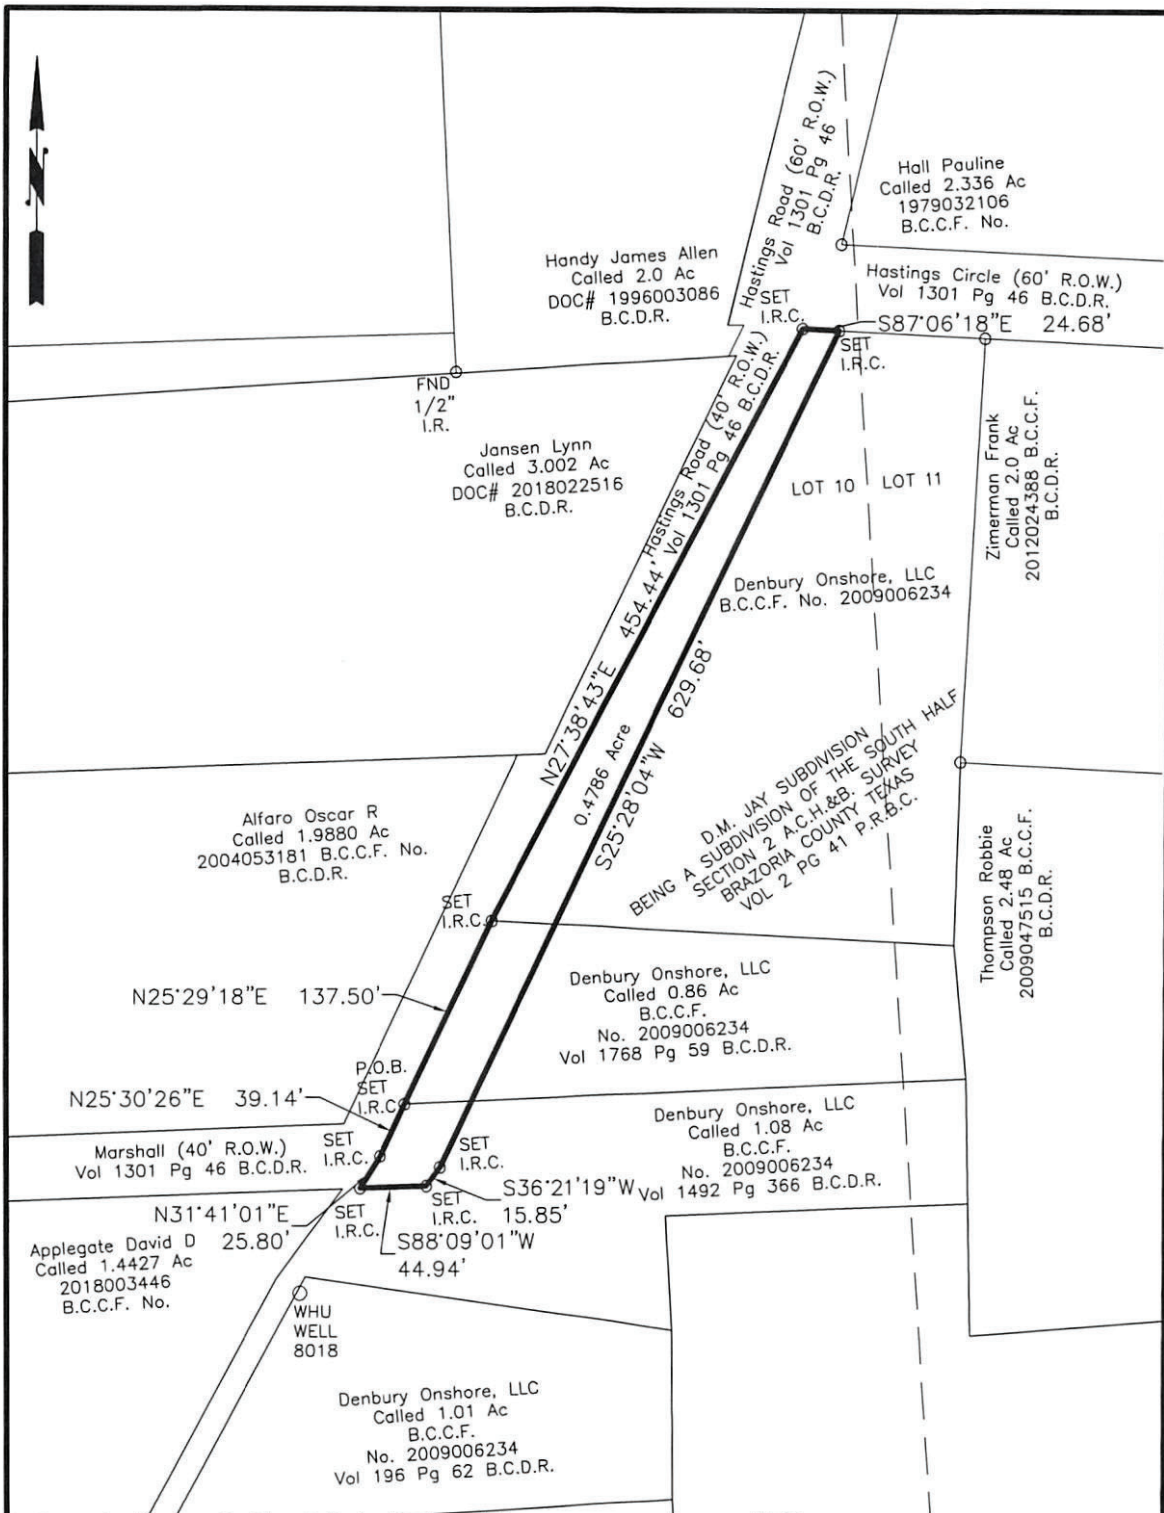 N
Hastings Road (60' R.O.W.)
Vol 1301 Pg 46
B.C.D.R.
Hall Pauline
Called 2.336 Ac
1979032106
B.C.C.F. No.
Handy James Allen
Called 2.0 Ac
DOC# 1996003086
B.C.D.R.
Hastings Circle (60' R.O.W.)
Vol 1301 Pg 46 B.C.D.R.
SET
I.R.C.
S87°06'18"E 24.68'
SET
I.R.C.
FND
1/2"
I.R.
Hastings Road (40' R.O.W.)
Vol 1301 Pg 46 B.C.D.R.
Jansen Lynn
Called 3.002 Ac
DOC# 2018022516
B.C.D.R.
LOT 10
LOT 11
Zimerman Frank
Called 2.0 Ac
2012024388 B.C.C.F.
B.C.D.R.
Denbury Onshore, LLC
B.C.C.F. No. 2009006234
N27°38'43"E 454.44'
0.4786 Acre
S25°28'04"W 629.68'
D.M. JAY SUBDIVISION
BEING A SUBDIVISION OF THE SOUTH HALF
SECTION 2 A.C.H.&B. SURVEY
BRAZORIA COUNTY TEXAS
VOL 2 PG 41 P.R.B.C.
Alfaro Oscar R
Called 1.9880 Ac
2004053181 B.C.C.F. No.
B.C.D.R.
SET
I.R.C.
Thompson Robbie
Called 2.48 Ac
2009047515 B.C.C.F.
B.C.D.R.
N25°29'18"E 137.50'
Denbury Onshore, LLC
Called 0.86 Ac
B.C.C.F.
No. 2009006234
Vol 1768 Pg 59 B.C.D.R.
P.O.B.
SET
I.R.C
N25°30'26"E 39.14'
Denbury Onshore, LLC
Called 1.08 Ac
B.C.C.F.
No. 2009006234
Vol 1492 Pg 366 B.C.D.R.
Marshall (40' R.O.W.)
Vol 1301 Pg 46 B.C.D.R.
SET
I.R.C.
SET
I.R.C.
S36°21'19"W
15.85'
N31°41'01"E
25.80'
SET
I.R.C.
SET
I.R.C.
S88°09'01"W
44.94'
Applegate David D
Called 1.4427 Ac
2018003446
B.C.C.F. No.
WHU
WELL
8018
Denbury Onshore, LLC
Called 1.01 Ac
B.C.C.F.
No. 2009006234
Vol 196 Pg 62 B.C.D.R.